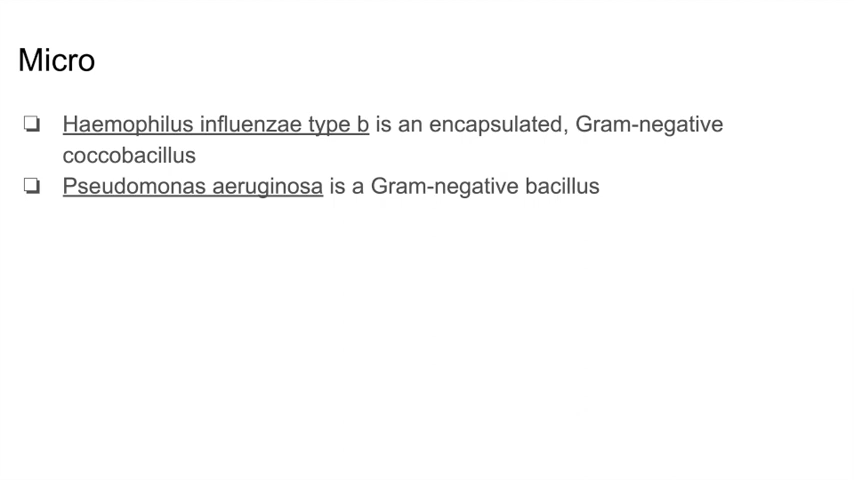 Micro
❏ Haemophilus influenzae type b is an encapsulated, Gram-negative
coccobacillus
❏ Pseudomonas aeruginosa is a Gram-negative bacillus